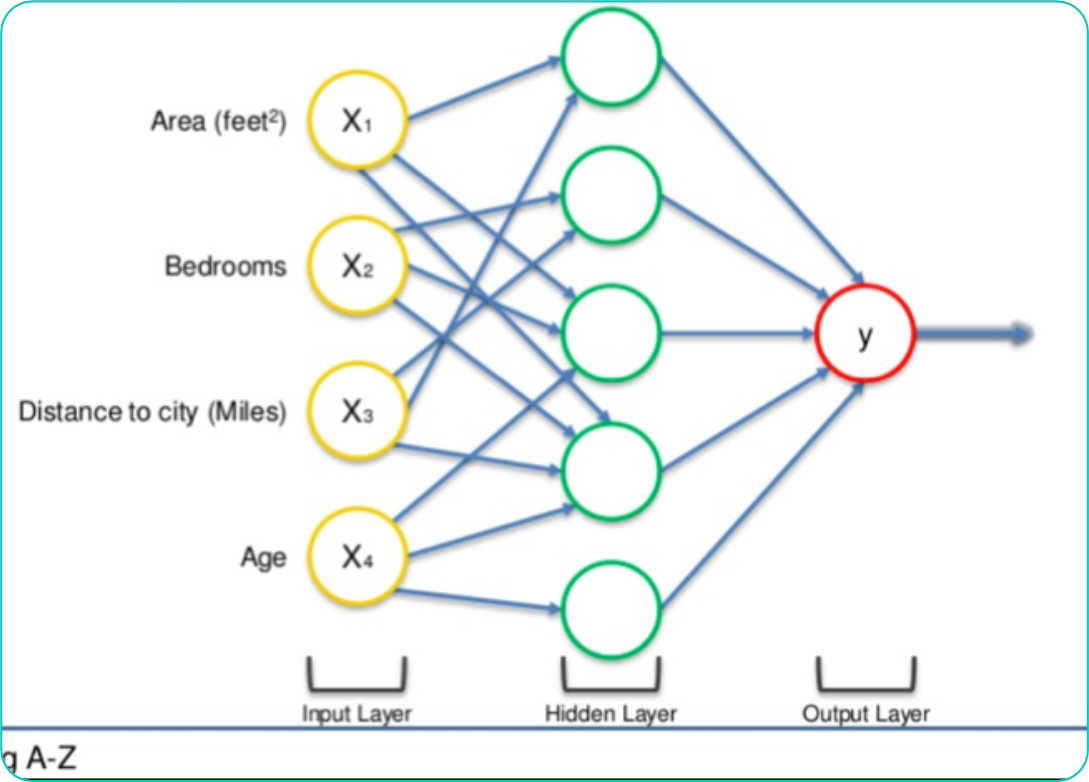 Area (feet²) X₁
Bedrooms X₂
Distance to city (Miles) X₃
Age X₄
y
Input Layer Hidden Layer Output Layer
g A-Z